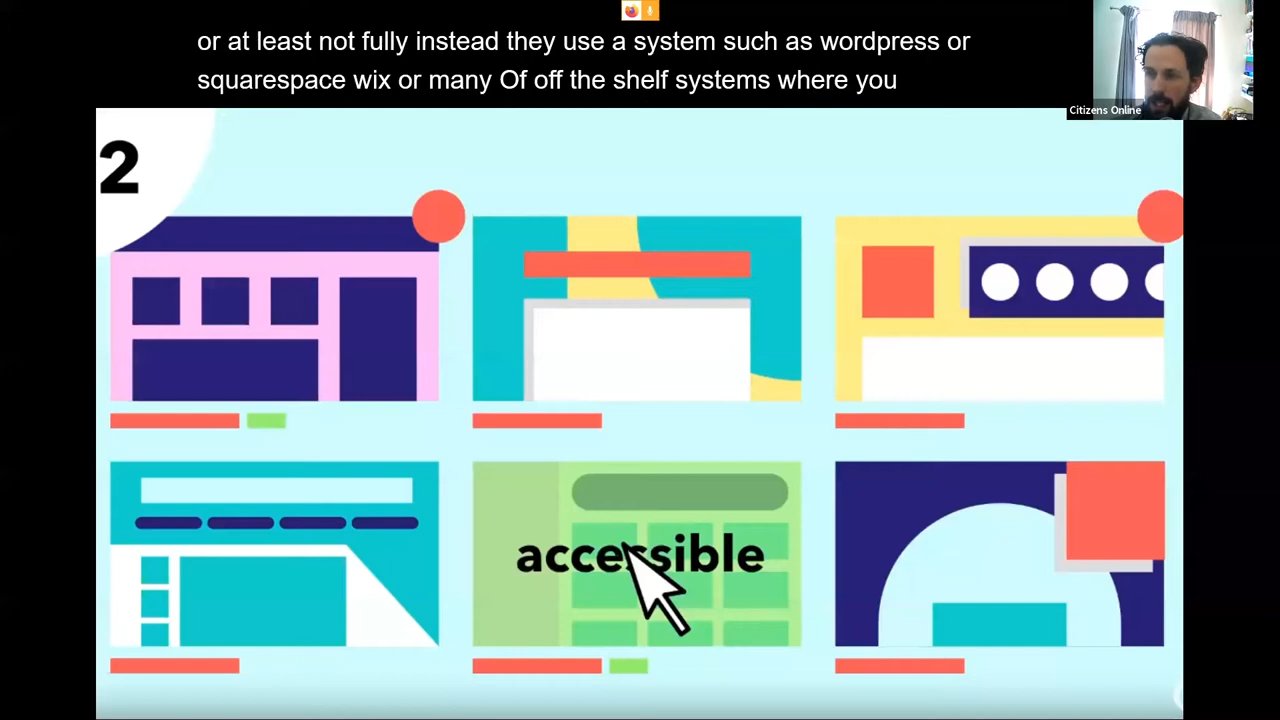 or at least not fully instead they use a system such as wordpress or
squarespace wix or many Of off the shelf systems where you
Citizens Online
2
accessible